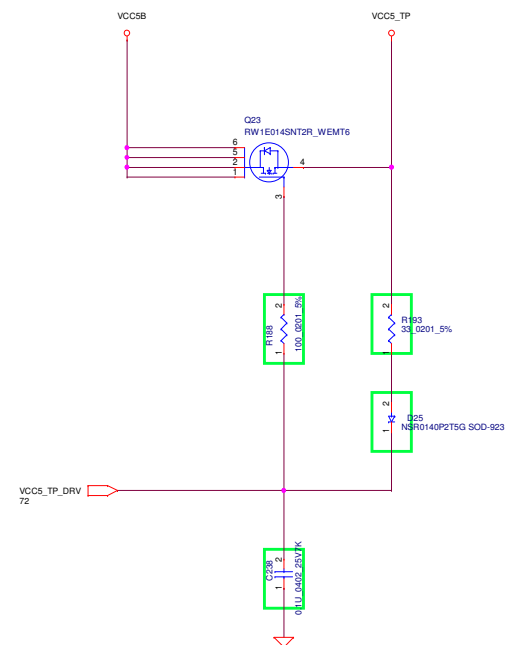 VCC5B
VCC5_TP
Q23
RW1E014SNT2R_WEMT6
6
5
2
1
4
3
2
R188
100_0201_5%
1
2
R193
33_0201_5%
1
2
D25
NSR0140P2T5G SOD-923
1
VCC5_TP_DRV
72
2
C238
0.1U_0402_25V7K
1